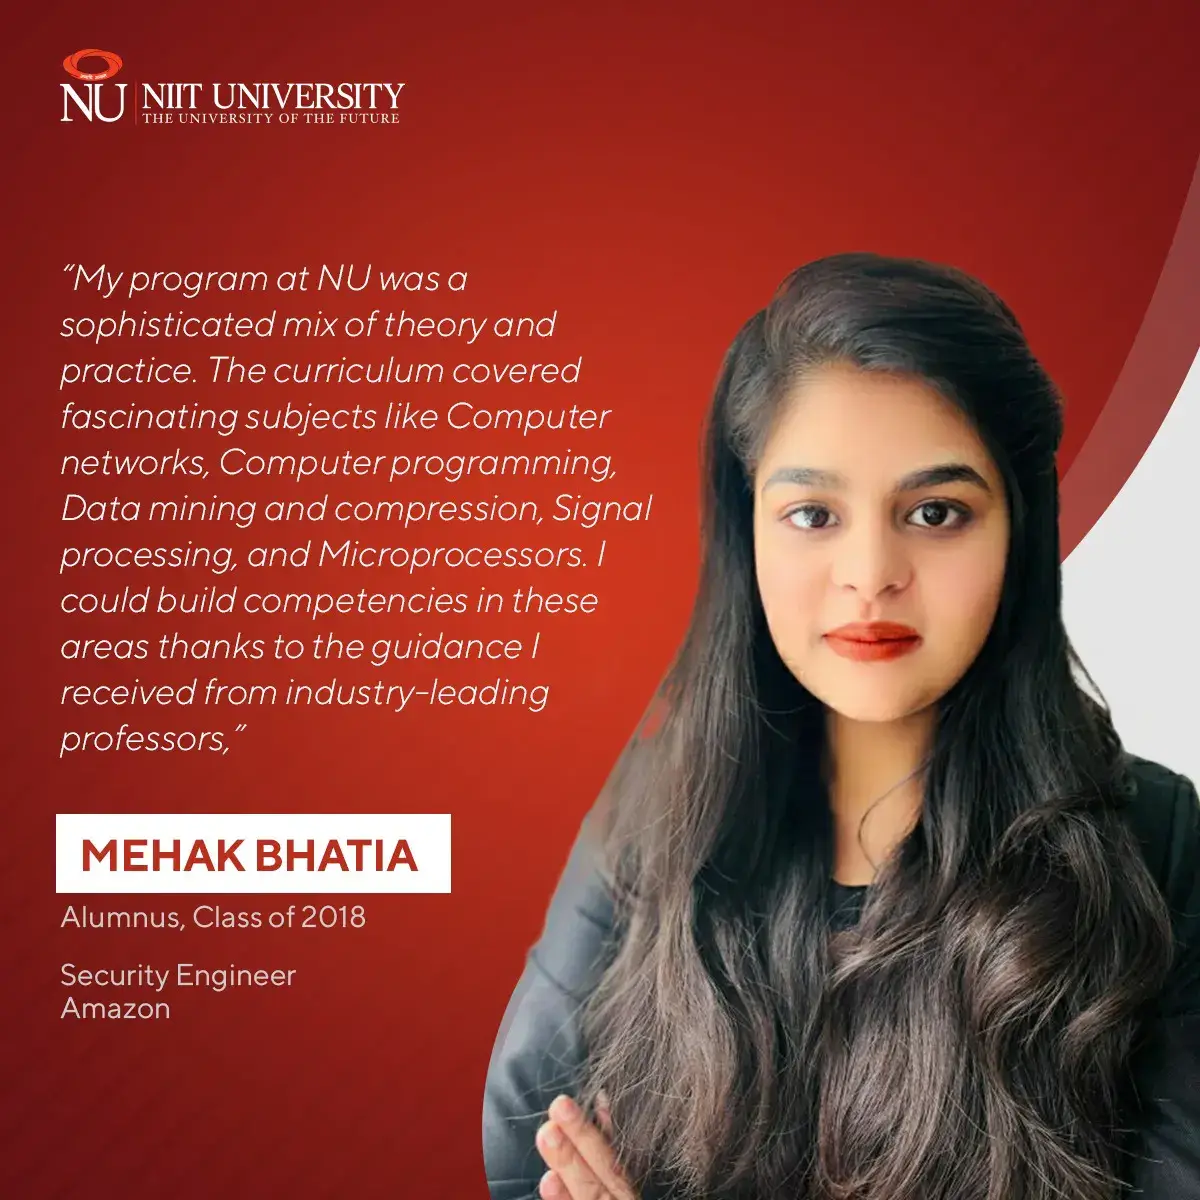 NU NIIT UNIVERSITY
THE UNIVERSITY OF THE FUTURE
“My program at NU was a
sophisticated mix of theory and
practice. The curriculum covered
fascinating subjects like Computer
networks, Computer programming,
Data mining and compression, Signal
processing, and Microprocessors. I
could build competencies in these
areas thanks to the guidance I
received from industry-leading
professors,”
MEHAK BHATIA
Alumnus, Class of 2018
Security Engineer
Amazon